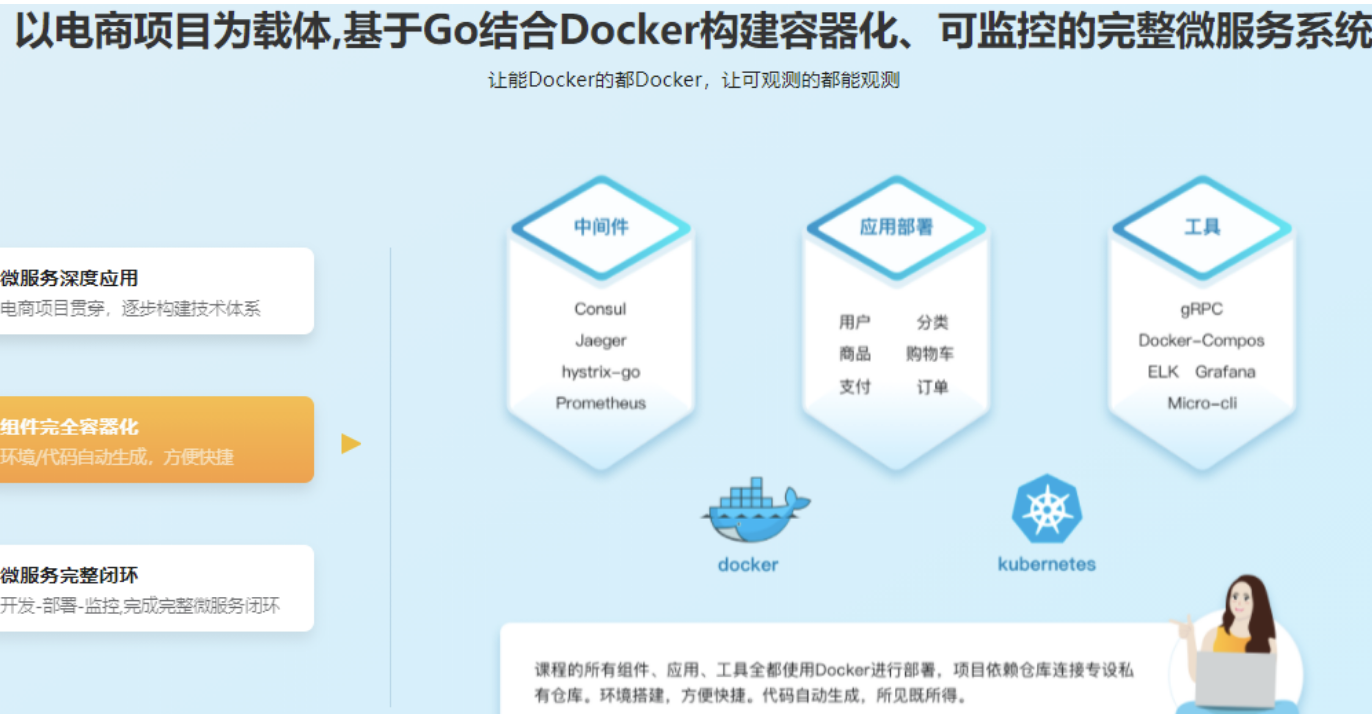 以电商项目为载体,基于Go结合Docker构建容器化、可监控的完整微服务系统
让能Docker的都Docker，让可观测的都能观测
微服务深度应用
电商项目贯穿，逐步构建技术体系
组件完全容器化
环境/代码自动生成，方便快捷
微服务完整闭环
开发-部署-监控,完成完整微服务闭环
中间件
Consul
Jaeger
hystrix-go
Prometheus
应用部署
用户 分类
商品 购物车
支付 订单
工具
gRPC
Docker-Compos
ELK Grafana
Micro-cli
docker
kubernetes
课程的所有组件、应用、工具全都使用Docker进行部署，项目依赖仓库连接专设私
有仓库。环境搭建，方便快捷。代码自动生成，所见既所得。